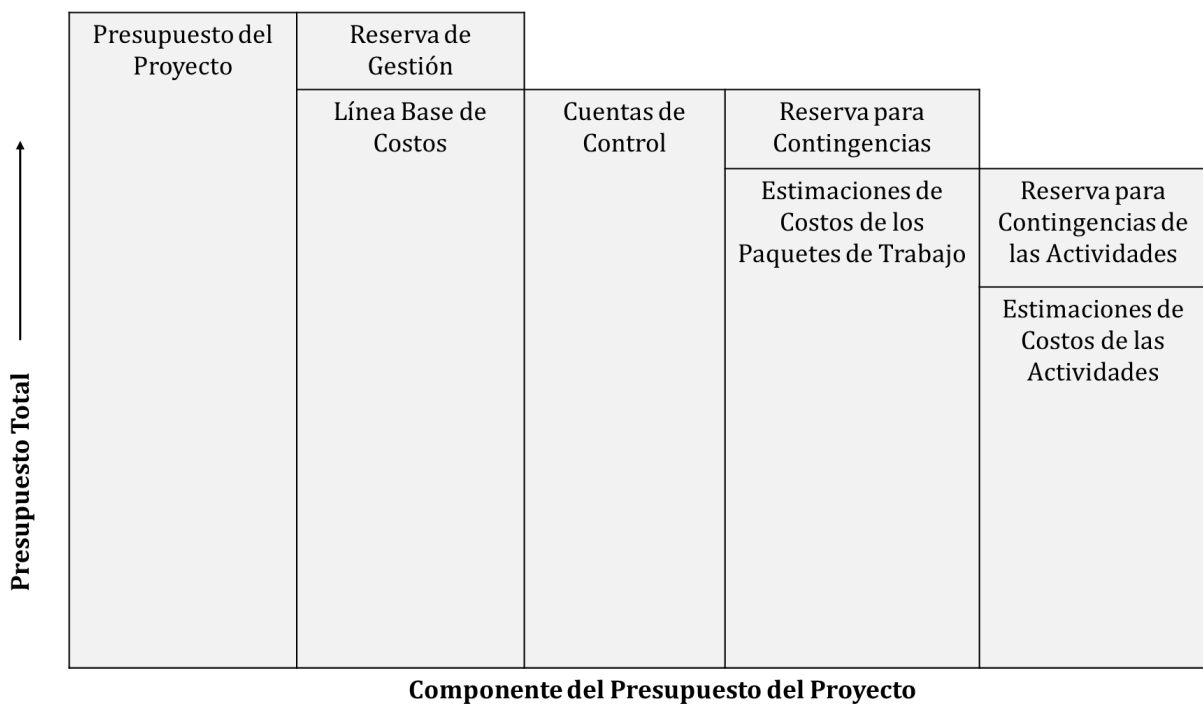 Presupuesto del
Proyecto
Reserva de
Gestión
Línea Base de
Costos
Cuentas de
Control
Reserva para
Contingencias
Estimaciones de
Costos de los
Paquetes de Trabajo
Reserva para
Contingencias de
las Actividades
Estimaciones de
Costos de las
Actividades
Presupuesto Total
Componente del Presupuesto del Proyecto